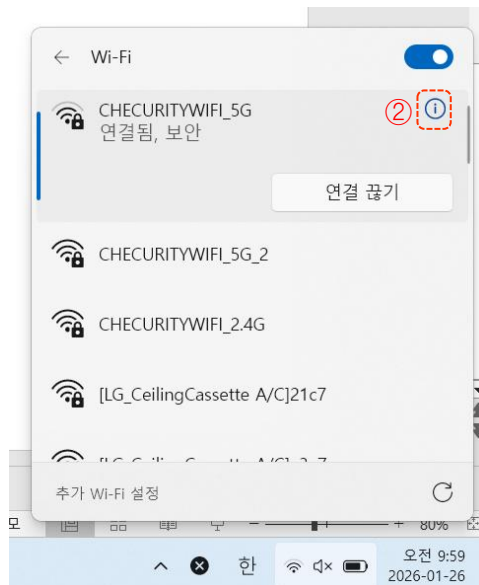 Wi-Fi
CHECURITYWIFI_5G
②
연결됨, 보안
연결 끊기
CHECURITYWIFI_5G_2
CHECURITYWIFI_2.4G
[LG_CeilingCassette A/C]21c7
추가 Wi-Fi 설정
모
80%
한
오전 9:59
2026-01-26